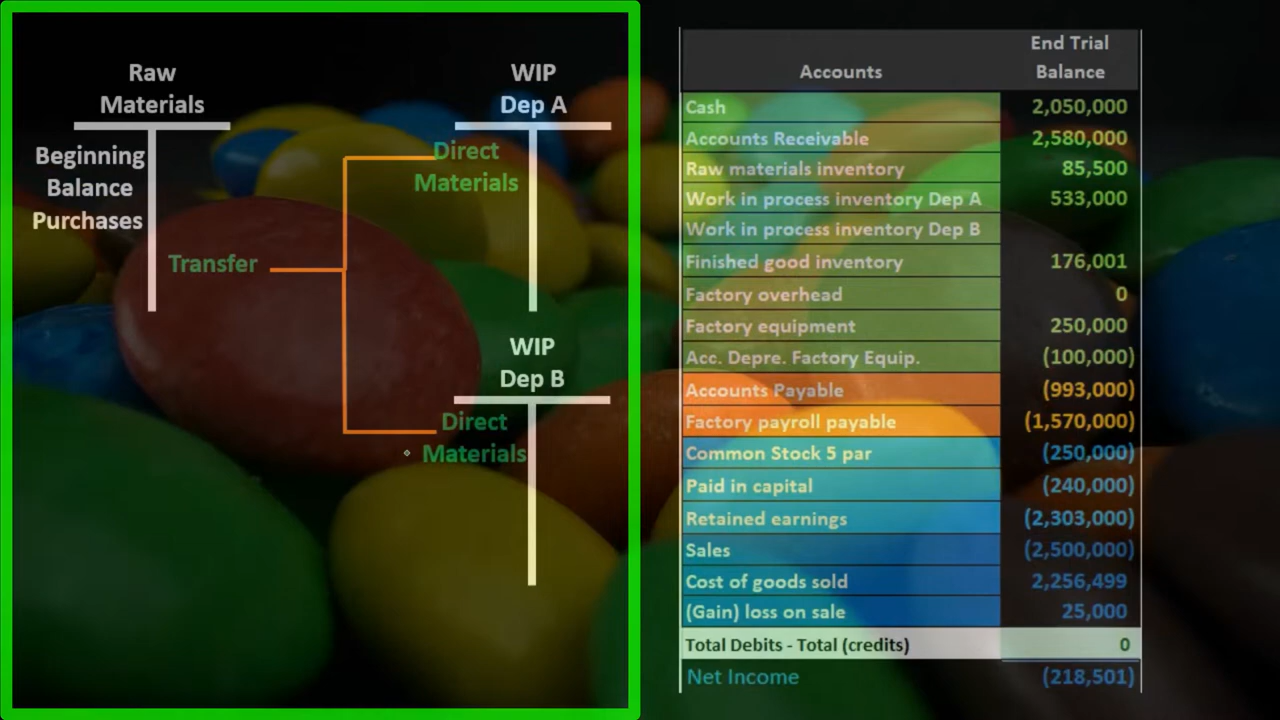 Raw
Materials
Beginning
Balance
Purchases
Transfer
WIP
Dep A
Direct
Materials
WIP
Dep B
Direct
Materials
Accounts End Trial Balance
Cash 2,050,000
Accounts Receivable 2,580,000
Raw materials inventory 85,500
Work in process inventory Dep A 533,000
Work in process inventory Dep B
Finished good inventory 176,001
Factory overhead 0
Factory equipment 250,000
Acc. Depre. Factory Equip. (100,000)
Accounts Payable (993,000)
Factory payroll payable (1,570,000)
Common Stock 5 par (250,000)
Paid in capital (240,000)
Retained earnings (2,303,000)
Sales (2,500,000)
Cost of goods sold 2,256,499
(Gain) loss on sale 25,000
Total Debits - Total (credits) 0
Net Income (218,501)